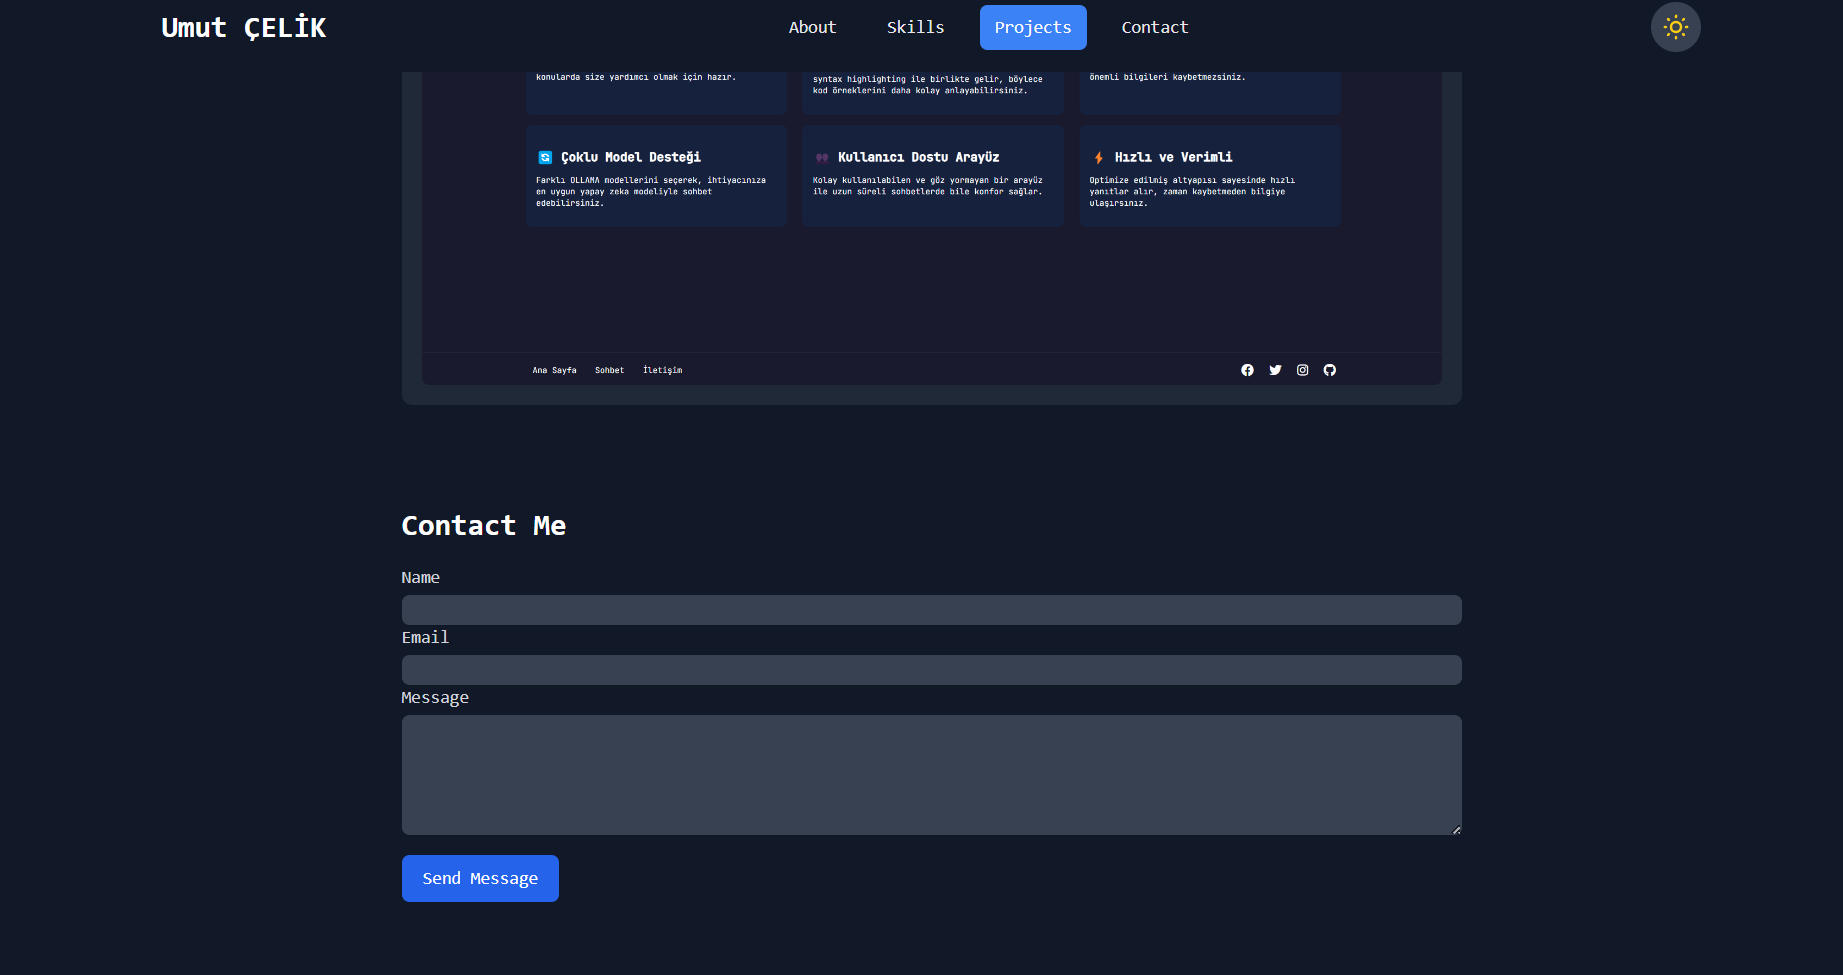 Umut ÇELİK
About
Skills
Projects
Contact
konularda size yardımcı olmak için hazır.
syntax highlighting ile birlikte gelir, böylece
kod örneklerini daha kolay anlayabilirsiniz.
önemli bilgileri kaybetmezsiniz.
Çoklu Model Desteği
Farklı OLLAMA modellerini seçerek, ihtiyacınıza
en uygun yapay zeka modeliyle sohbet
edebilirsiniz.
Kullanıcı Dostu Arayüz
Kolay kullanılabilen ve göz yormayan bir arayüz
ile uzun süreli sohbetlerde bile konfor sağlar.
Hızlı ve Verimli
Optimize edilmiş altyapısı sayesinde hızlı
yanıtlar alır, zaman kaybetmeden bilgiye
ulaşırsınız.
Ana Sayfa
Sohbet
İletişim
Contact Me
Name
Email
Message
Send Message